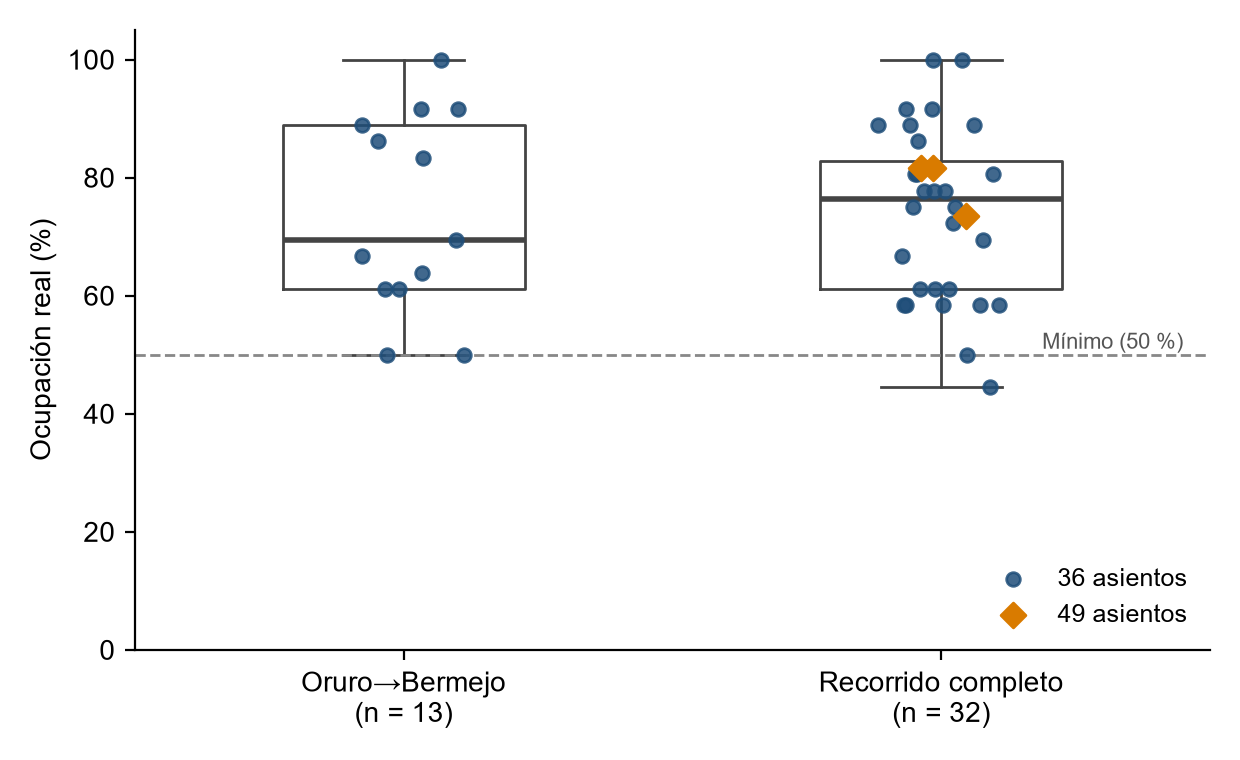 Ocupación real (%)
100
80
60
40
20
0
Mínimo (50 %)
36 asientos
49 asientos
Oruro→Bermejo
(n = 13)
Recorrido completo
(n = 32)